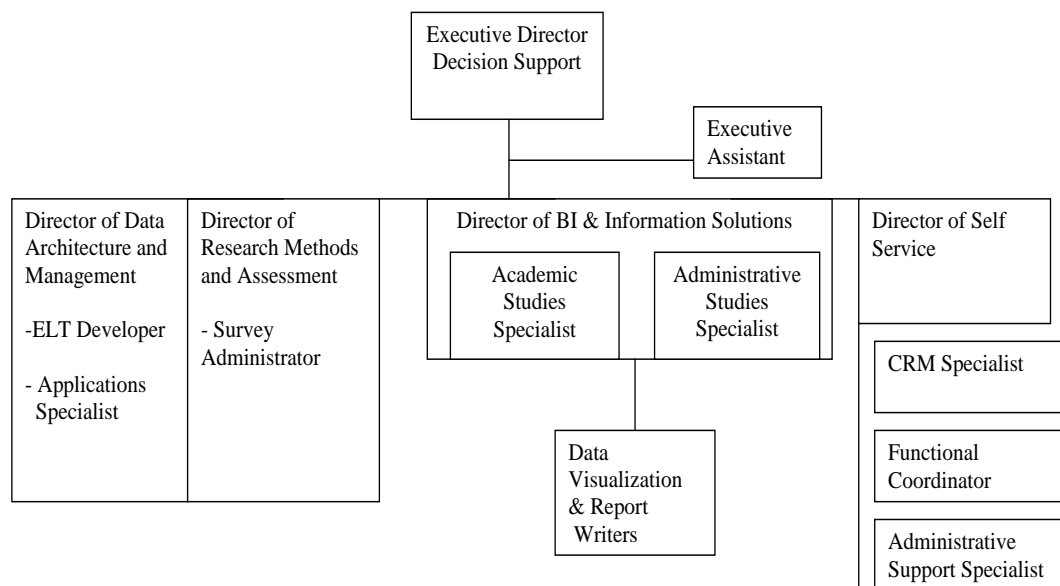 Executive Director
Decision Support
Executive
Assistant
Director of Data
Architecture and
Management
-ELT Developer
- Applications
Specialist
Director of
Research Methods
and Assessment
- Survey
Administrator
Director of BI & Information Solutions
Academic
Studies
Specialist
Administrative
Studies
Specialist
Data
Visualization
& Report
Writers
Director of Self
Service
CRM Specialist
Functional
Coordinator
Administrative
Support Specialist